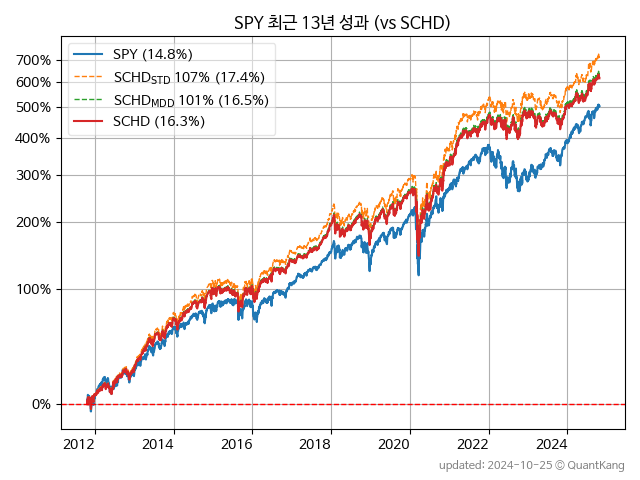 SPY 최근 13년 성과 (vs SCHD)
SPY (14.8%)
SCHD_STD 107% (17.4%)
SCHD_MDD 101% (16.5%)
SCHD (16.3%)
700%
600%
500%
400%
300%
200%
100%
0%
2012 2014 2016 2018 2020 2022 2024
updated: 2024-10-25 © QuantKang